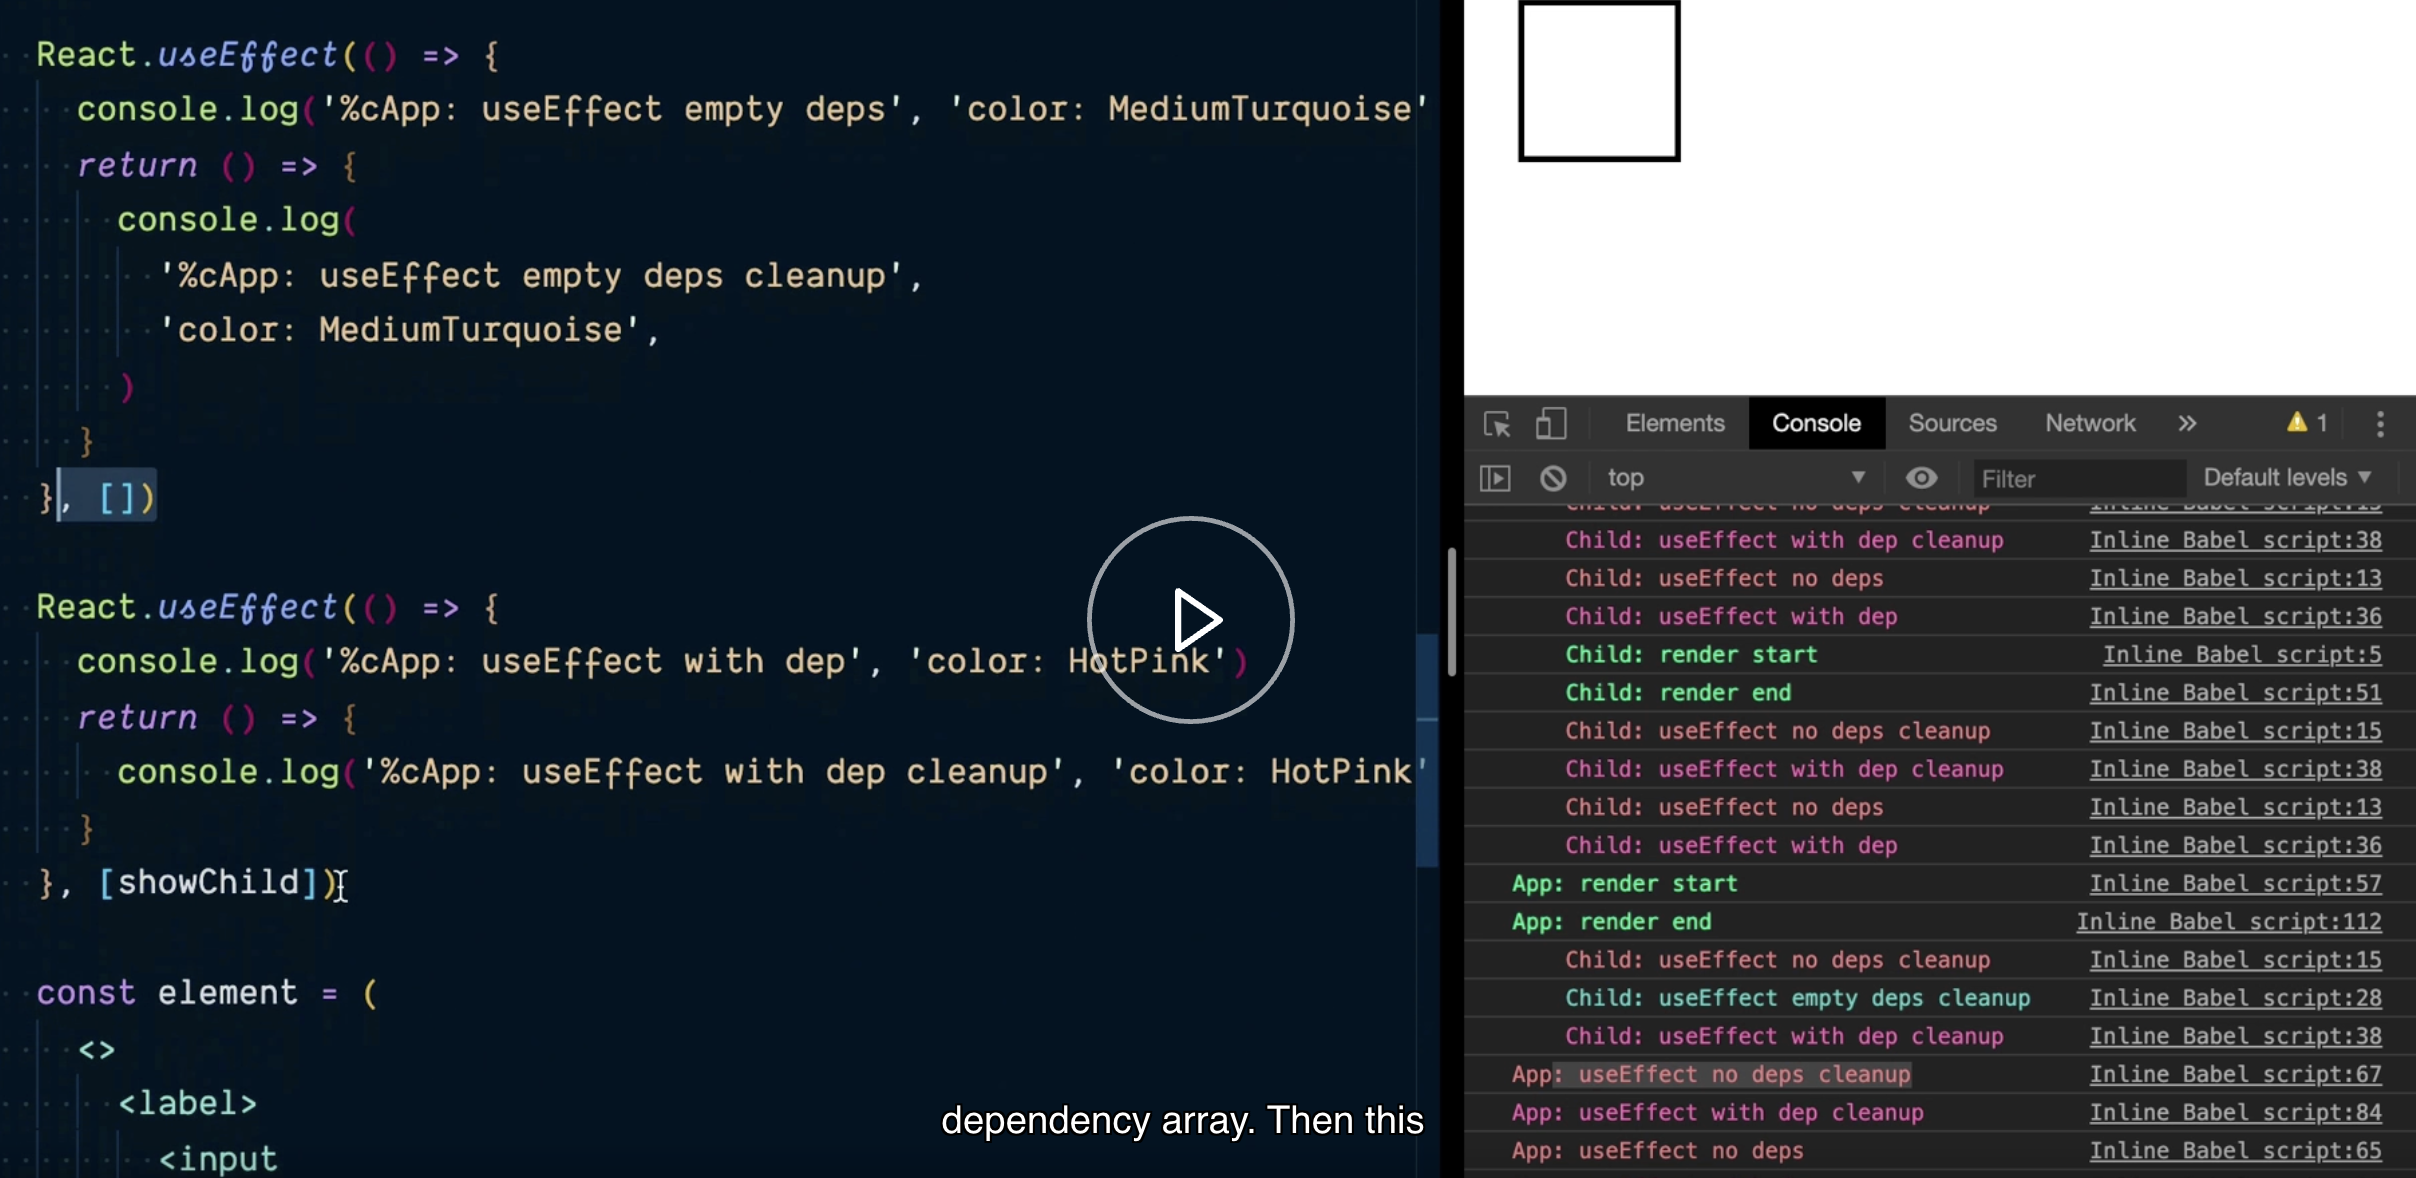 React.useEffect(() => {
console.log('%cApp: useEffect empty deps', 'color: MediumTurquoise'
return () => {
console.log(
'%cApp: useEffect empty deps cleanup',
'color: MediumTurquoise',
)
}
}, [])
React.useEffect(() => {
console.log('%cApp: useEffect with dep', 'color: HotPink')
return () => {
console.log('%cApp: useEffect with dep cleanup', 'color: HotPink'
}
}, [showChild])
const element = (
<>
<label>
<input
dependency array. Then this
Elements Console Sources Network » 1
top Filter Default levels
Child: useEffect no deps cleanup Inline Babel script:15
Child: useEffect with dep cleanup Inline Babel script:38
Child: useEffect no deps Inline Babel script:13
Child: useEffect with dep Inline Babel script:36
Child: render start Inline Babel script:5
Child: render end Inline Babel script:51
Child: useEffect no deps cleanup Inline Babel script:15
Child: useEffect with dep cleanup Inline Babel script:38
Child: useEffect no deps Inline Babel script:13
Child: useEffect with dep Inline Babel script:36
App: render start Inline Babel script:57
App: render end Inline Babel script:112
Child: useEffect no deps cleanup Inline Babel script:15
Child: useEffect empty deps cleanup Inline Babel script:28
Child: useEffect with dep cleanup Inline Babel script:38
App: useEffect no deps cleanup Inline Babel script:67
App: useEffect with dep cleanup Inline Babel script:84
App: useEffect no deps Inline Babel script:65